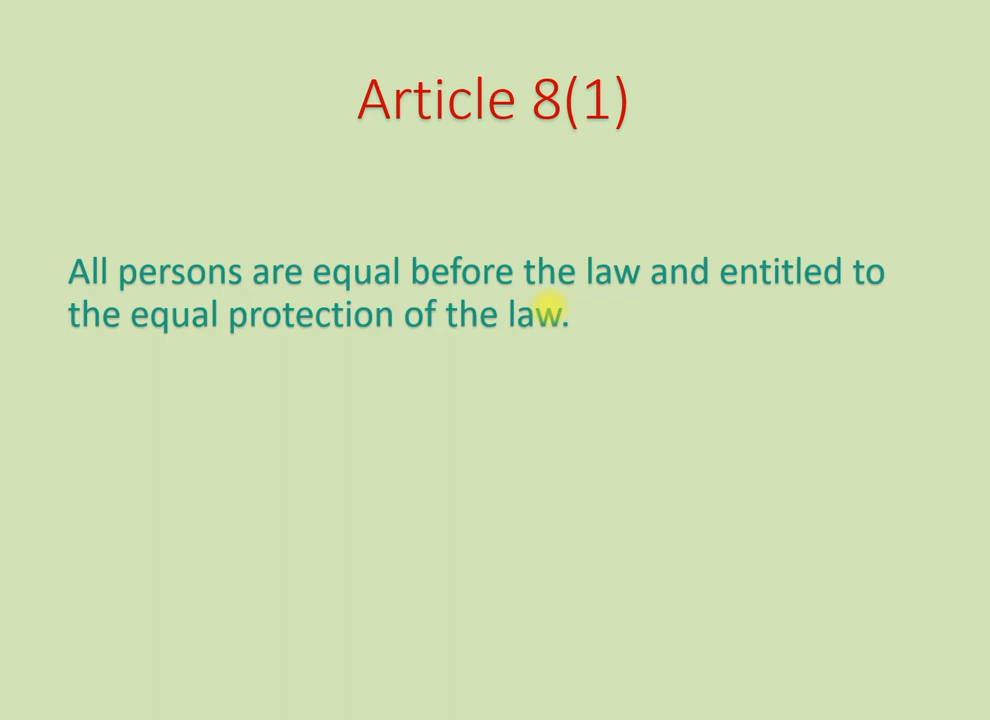 Article 8(1)
All persons are equal before the law and entitled to
the equal protection of the law.